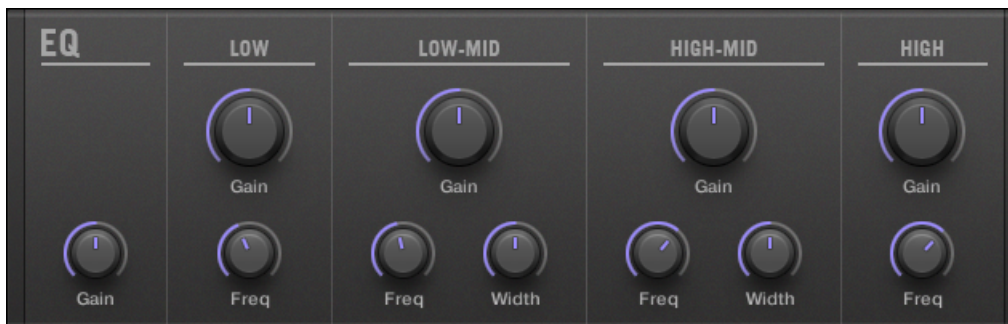 EQ LOW LOW-MID HIGH-MID HIGH
Gain Gain Gain Gain
Gain Freq Freq Width Freq Width Freq